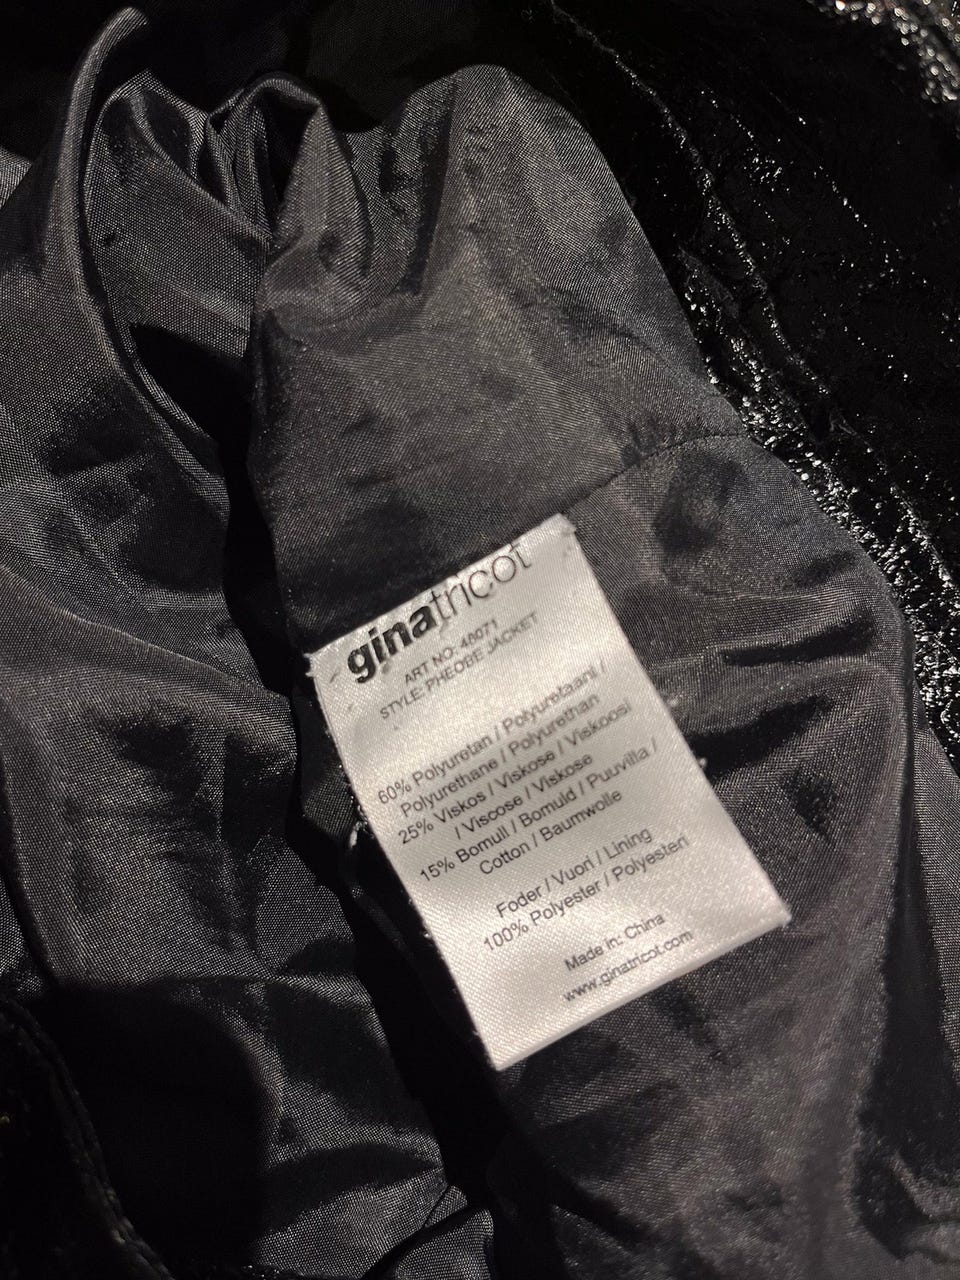 ginatricot
ART NO: 48071
STYLE: PHEOBE JACKET
60% Polyuretan / Polyuretaani /
Polyurethane / Polyurethan
25% Viskos / Viskose / Viskoosi
/ Viscose / Viskose
15% Bomull / Bomuld / Puuvilla /
Cotton / Baumwolle
Foder / Vuori / Lining
100% Polyester / Polyesteri
Made in: China
www.ginatricot.com